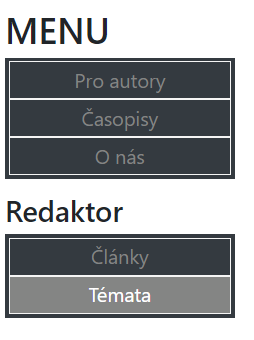 MENU
Pro autory
Časopisy
O nás
Redaktor
Články
Témata